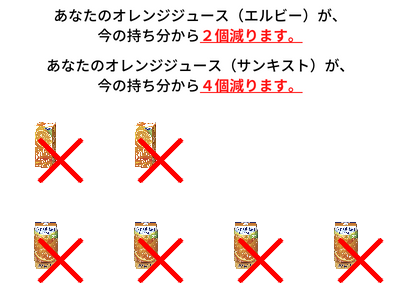 あなたのオレンジジュース（エルビー）が、
今の持ち分から２個減ります。
あなたのオレンジジュース（サンキスト）が、
今の持ち分から４個減ります。